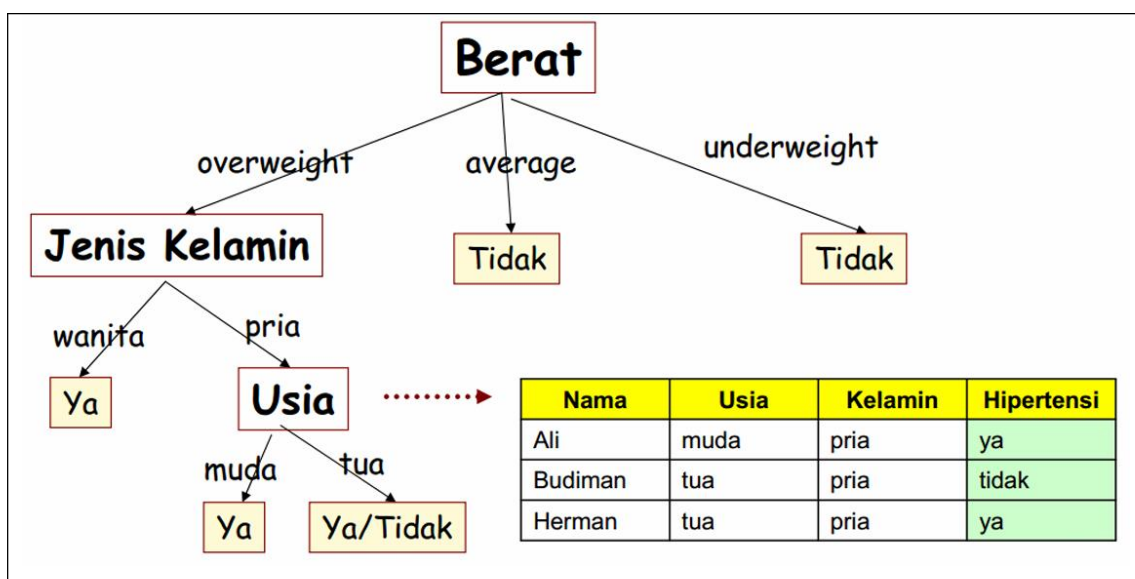 Berat
overweight average underweight
Jenis Kelamin Tidak Tidak
wanita pria
Ya Usia
muda tua
Ya Ya/Tidak
Nama Usia Kelamin Hipertensi
Ali muda pria ya
Budiman tua pria tidak
Herman tua pria ya